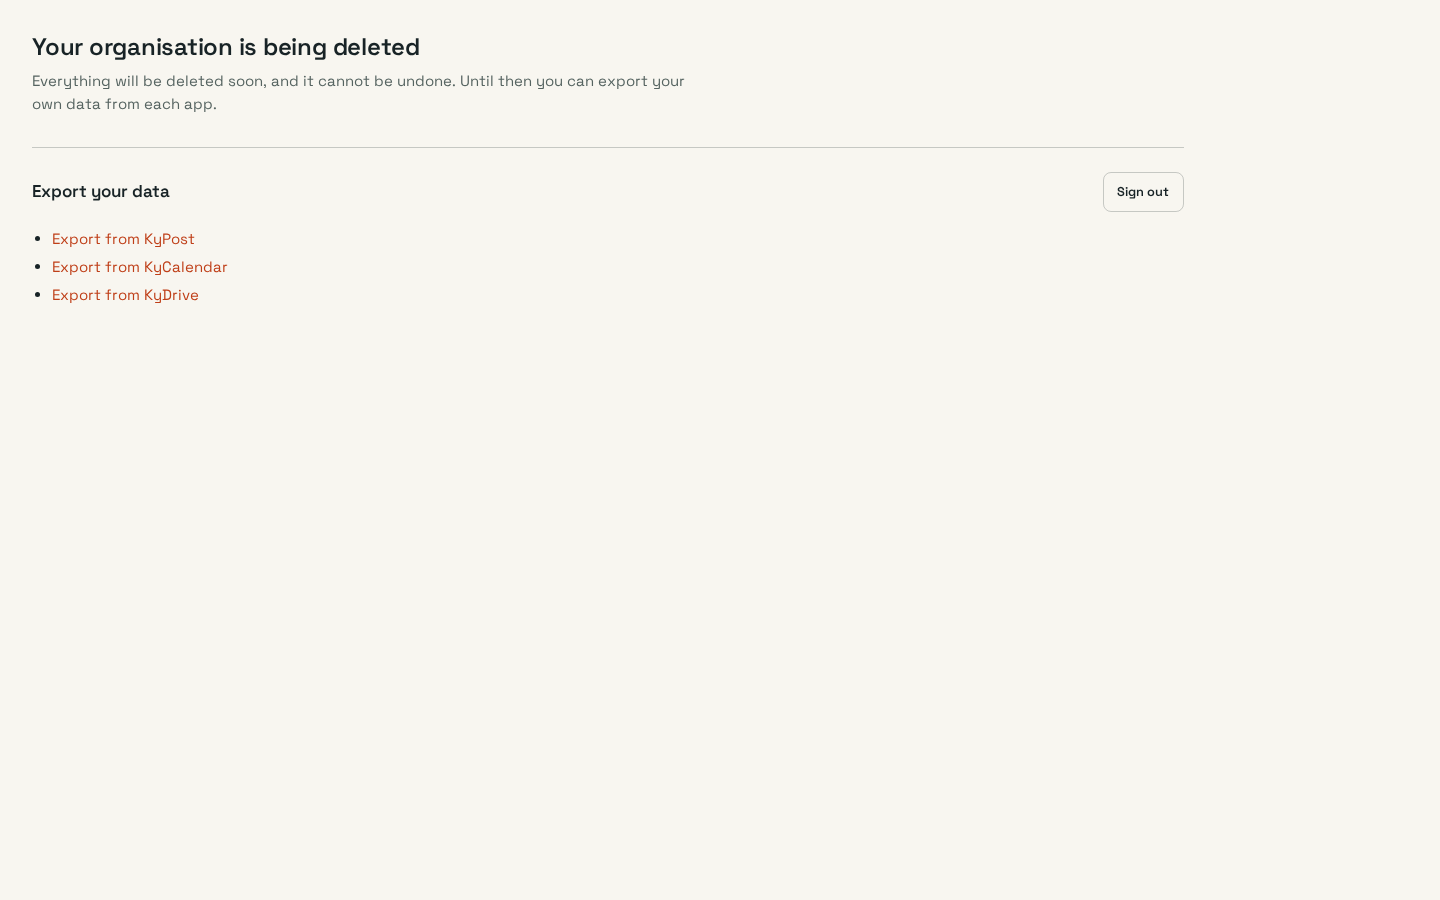 Your organisation is being deleted
Everything will be deleted soon, and it cannot be undone. Until then you can export your
own data from each app.
Export your data
Sign out
Export from KyPost
Export from KyCalendar
Export from KyDrive